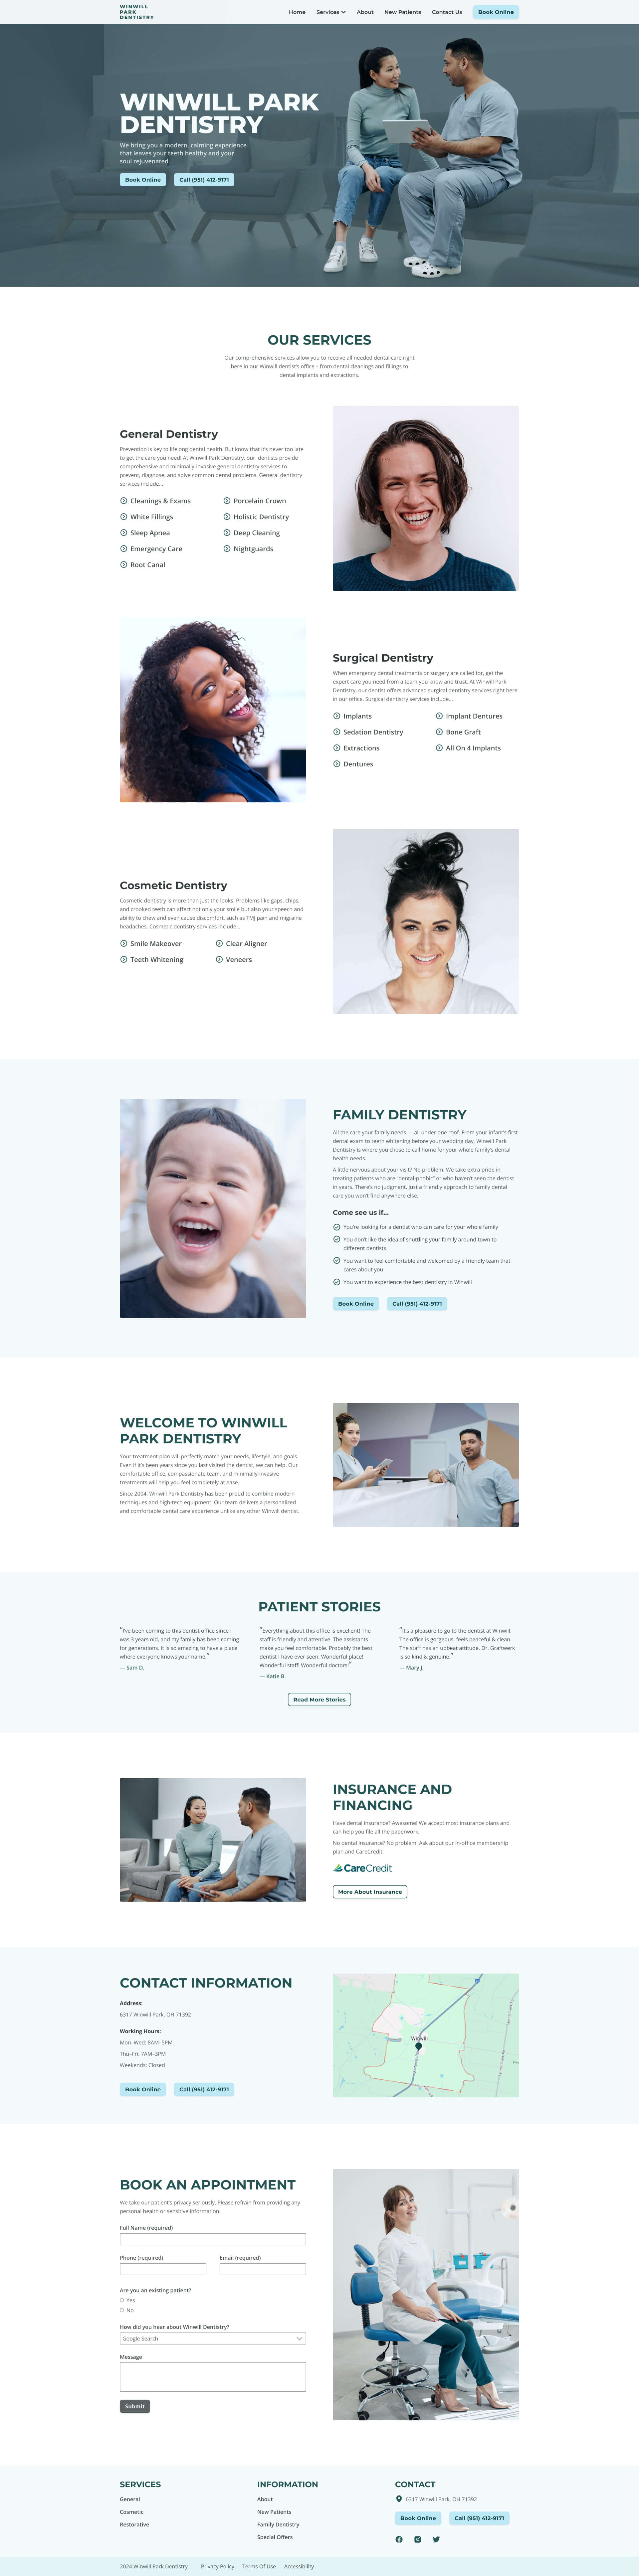 WINWILL
PARK
DENTISTRY
Home Services About New Patients Contact Us Book Online
WINWILL PARK
DENTISTRY
We bring you a modern, calming experience
that leaves your teeth healthy and your
soul rejuvenated.
Book Online Call (951) 412-9171
OUR SERVICES
Our comprehensive services allow you to receive all needed dental care right
here in our Winwill dentist's office – from dental cleanings and fillings to
dental implants and extractions.
General Dentistry
Prevention is key to lifelong dental health. But know that it's never too late
to get the care you need! At Winwill Park Dentistry, our dentists provide
comprehensive and minimally-invasive general dentistry services to
prevent, diagnose, and solve common dental problems. General dentistry
services include...
Cleanings & Exams Porcelain Crown
White Fillings Holistic Dentistry
Sleep Apnea Deep Cleaning
Emergency Care Nightguards
Root Canal
Surgical Dentistry
When emergency dental treatments or surgery are called for, get the
expert care you need from a team you know and trust. At Winwill Park
Dentistry, our dentist offers advanced surgical dentistry services right here
in our office. Surgical dentistry services include...
Implants Implant Dentures
Sedation Dentistry Bone Graft
Extractions All On 4 Implants
Dentures
Cosmetic Dentistry
Cosmetic dentistry is more than just the looks. Problems like gaps, chips,
and crooked teeth can affect not only your smile but also your speech and
ability to chew and even cause discomfort, such as TMJ pain and migraine
headaches. Cosmetic dentistry services include...
Smile Makeover Clear Aligner
Teeth Whitening Veneers
FAMILY DENTISTRY
All the care your family needs — all under one roof. From your infant's first
dental exam to teeth whitening before your wedding day, Winwill Park
Dentistry is where you chose to call home for your whole family's dental
health needs.
A little nervous about your visit? No problem! We take extra pride in
treating patients who are "dental-phobic" or who haven't seen the dentist
in years. There's no judgment, just a friendly approach to family dental
care you won't find anywhere else.
Come see us if...
You're looking for a dentist who can care for your whole family
You don't like the idea of shuttling your family around town to
different dentists
You want to feel comfortable and welcomed by a friendly team that
cares about you
You want to experience the best dentistry in Winwill
Book Online Call (951) 412-9171
WELCOME TO WINWILL
PARK DENTISTRY
Your treatment plan will perfectly match your needs, lifestyle, and goals.
Even if it's been years since you last visited the dentist, we can help. Our
comfortable office, compassionate team, and minimally-invasive
treatments will help you feel completely at ease.
Since 2004, Winwill Park Dentistry has been proud to combine modern
techniques and high-tech equipment. Our team delivers a personalized
and comfortable dental care experience unlike any other Winwill dentist.
PATIENT STORIES
"I've been coming to this dentist office since I
was 3 years old, and my family has been coming
for generations. It is so amazing to have a place
where everyone knows your name!"
— Sam D.
"Everything about this office is excellent! The
staff is friendly and attentive. The assistants
make you feel comfortable. Probably the best
dentist I have ever seen. Wonderful place!
Wonderful staff! Wonderful doctors!"
— Katie B.
"It's a pleasure to go to the dentist at Winwill.
The office is gorgeous, feels peaceful & clean.
The staff has an upbeat attitude. Dr. Graftwerk
is so kind & genuine."
— Mary J.
Read More Stories
INSURANCE AND
FINANCING
Have dental insurance? Awesome! We accept most insurance plans and
can help you file all the paperwork.
No dental insurance? No problem! Ask about our in-office membership
plan and CareCredit.
CareCredit
More About Insurance
CONTACT INFORMATION
Address:
6317 Winwill Park, OH 71392
Working Hours:
Mon–Wed: 8AM–5PM
Thu–Fri: 7AM–3PM
Weekends: Closed
Book Online Call (951) 412-9171
Winwill
BOOK AN APPOINTMENT
We take our patient's privacy seriously. Please refrain from providing any
personal health or sensitive information.
Full Name (required)
Phone (required) Email (required)
Are you an existing patient?
Yes
No
How did you hear about Winwill Dentistry?
Google Search
Message
Submit
SERVICES
General
Cosmetic
Restorative
INFORMATION
About
New Patients
Family Dentistry
Special Offers
CONTACT
6317 Winwill Park, OH 71392
Book Online Call (951) 412-9171
2024 Winwill Park Dentistry Privacy Policy Terms Of Use Accessibility